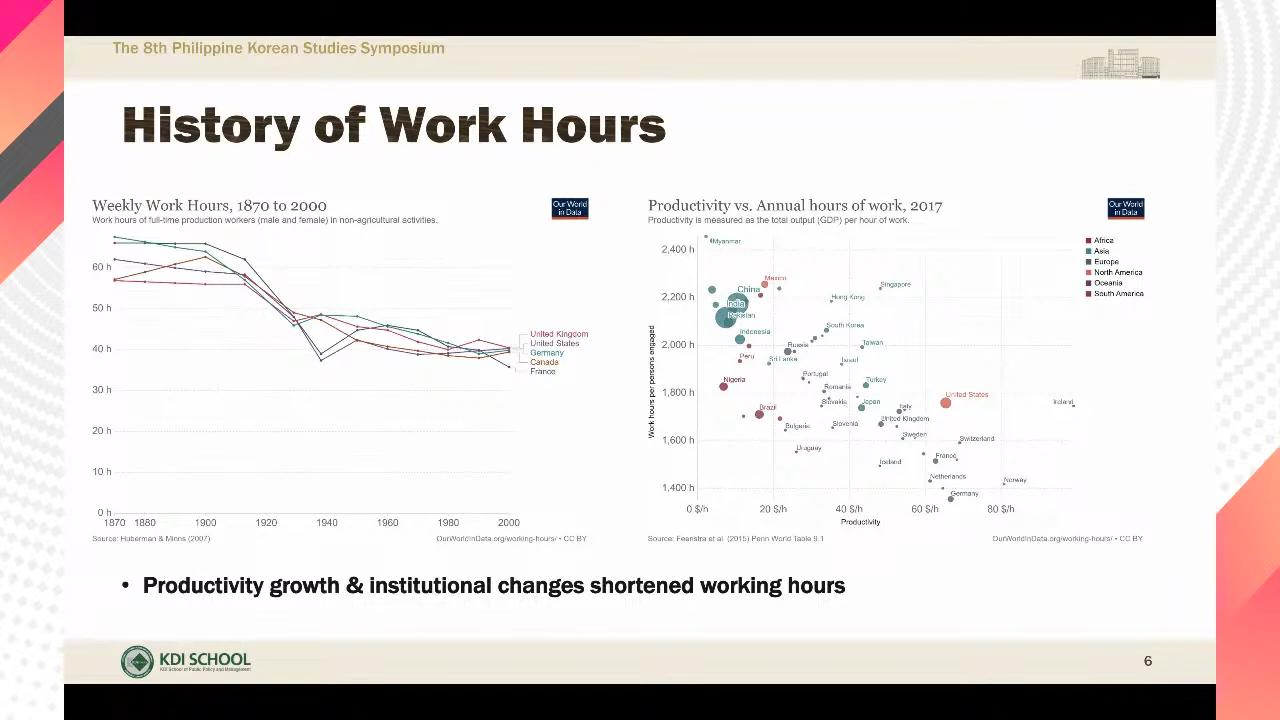 The 8th Philippine Korean Studies Symposium
History of Work Hours
Weekly Work Hours, 1870 to 2000
Work hours of full-time production workers (male and female) in non-agricultural activities.
Our World
in Data
60 h
50 h
40 h
30 h
20 h
10 h
0 h
1870
1880
1900
1920
1940
1960
1980
2000
United Kingdom
United States
Germany
Canada
France
Source: Huberman & Minns (2007)
OurWorldInData.org/working-hours/ • CC BY
Productivity vs. Annual hours of work, 2017
Productivity is measured as the total output (GDP) per hour of work.
Our World
in Data
Work hours per persons engaged
2,400 h
2,200 h
2,000 h
1,800 h
1,600 h
1,400 h
Myanmar
Mexico
China
Singapore
India
Hong Kong
Pakistan
South Korea
Indonesia
Russia
Taiwan
Peru
Sri Lanka
Israel
Nigeria
Portugal
Turkey
Romania
United States
Brazil
Slovakia
Japan
Italy
Ireland
Bulgaria
Slovenia
United Kingdom
Sweden
Switzerland
Uruguay
Iceland
France
Netherlands
Norway
Germany
0 $/h
20 $/h
40 $/h
60 $/h
80 $/h
Productivity
Africa
Asia
Europe
North America
Oceania
South America
Source: Feenstra et al. (2015) Penn World Table 9.1
OurWorldInData.org/working-hours/ • CC BY
• Productivity growth & institutional changes shortened working hours
KDI SCHOOL
KDI School of Public Policy and Management
6